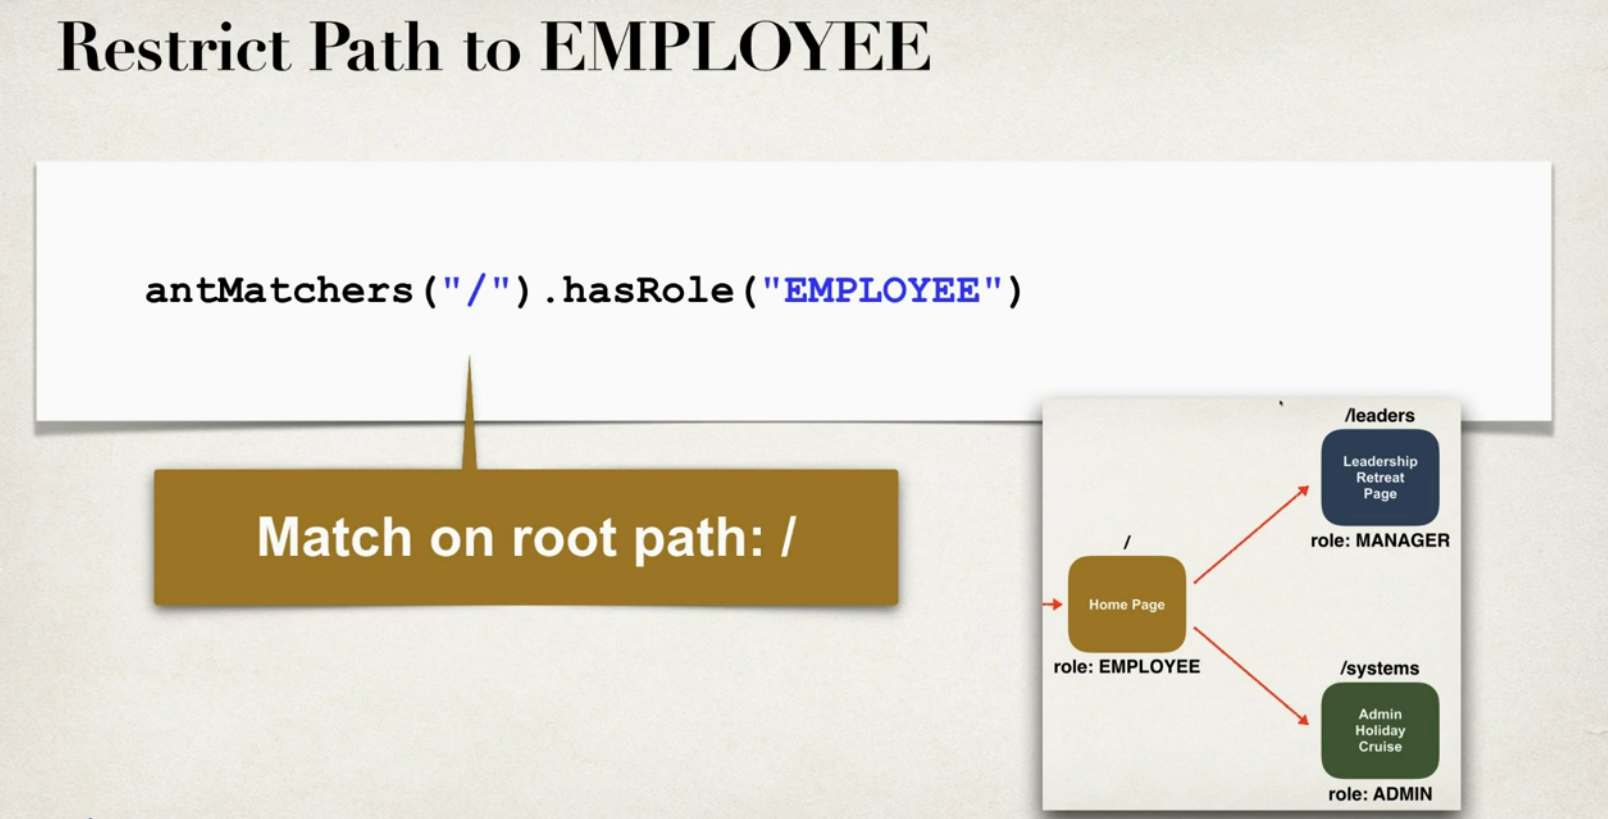 Restrict Path to EMPLOYEE
antMatchers("/").hasRole("EMPLOYEE")
Match on root path: /
/leaders
Leadership
Retreat
Page
role: MANAGER
/
Home Page
role: EMPLOYEE
/systems
Admin
Holiday
Cruise
role: ADMIN